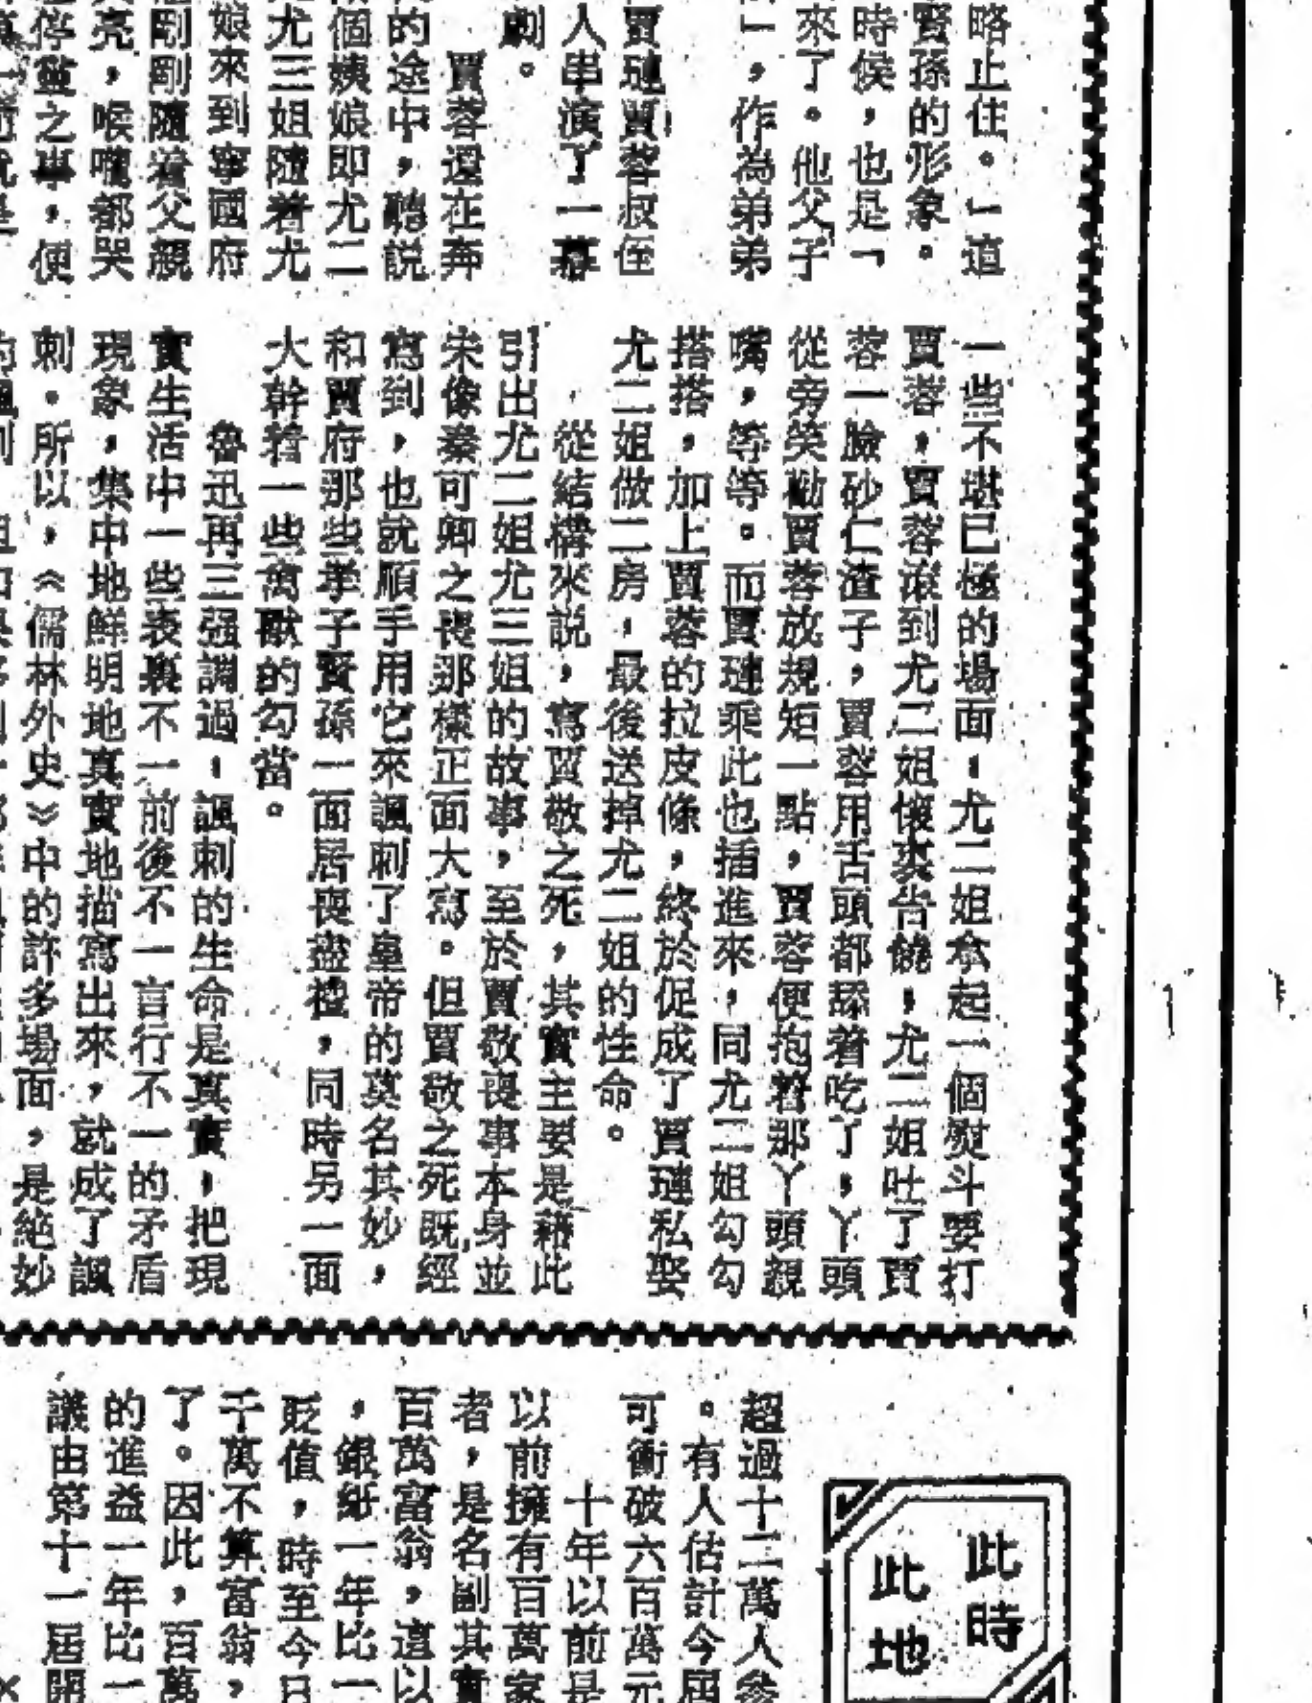 略止住。」這
賢孫的形象。
時候，也是「
來了。他父子
」，作為弟弟
賈璉賈蓉叔侄
人串演了一幕
劇。
賈蓉還在奔
的途中，聽説
個姨娘即尤二
尤三姐隨着尤
娘來到寧國府
剛剛隨着父親
亮，喉嚨都哭
停靈之事，便
一些不堪已極的場面，尤二姐拿起一個熨斗要打
賈蓉，賈蓉滾到尤二姐懷裏告饒，尤二姐吐了賈
蓉一臉砂仁渣子，賈蓉用舌頭都舔着吃了，丫頭
從旁笑勸賈蓉放規矩一點，賈蓉便抱着那丫頭親
嘴，等等。而賈璉乘此也插進來，同尤二姐勾勾
搭搭，加上賈蓉的拉皮條，終於促成了賈璉私娶
尤二姐做二房，最後送掉尤二姐的性命。
從結構來説，寫賈敬之死，其實主要是藉此
引出尤二姐尤三姐的故事，至於賈敬喪事本身並
未像秦可卿之喪那樣正面大寫。但賈敬之死既經
寫到，也就順手用它來諷刺了皇帝的莫名其妙，
和賈府那些孝子賢孫一面居喪盡禮，同時另一面
大幹着一些禽獸的勾當。
魯迅再三强調過，諷刺的生命是真實，把現
實生活中一些表裏不一前後不一言行不一的矛盾
現象，集中地鮮明地真實地描寫出來，就成了諷
刺。所以，《儒林外史》中的許多場面，是絕妙
此時
此地
超過十二萬人參
。有人估計今屆
可衝破六百萬元
十年以前是
以前擁有百萬家
者，是名副其實
百萬富翁，這以
，銀紙一年比一
貶值，時至今日
千萬不算富翁，
了。因此，百萬
的進益一年比一
議由第十一屆開